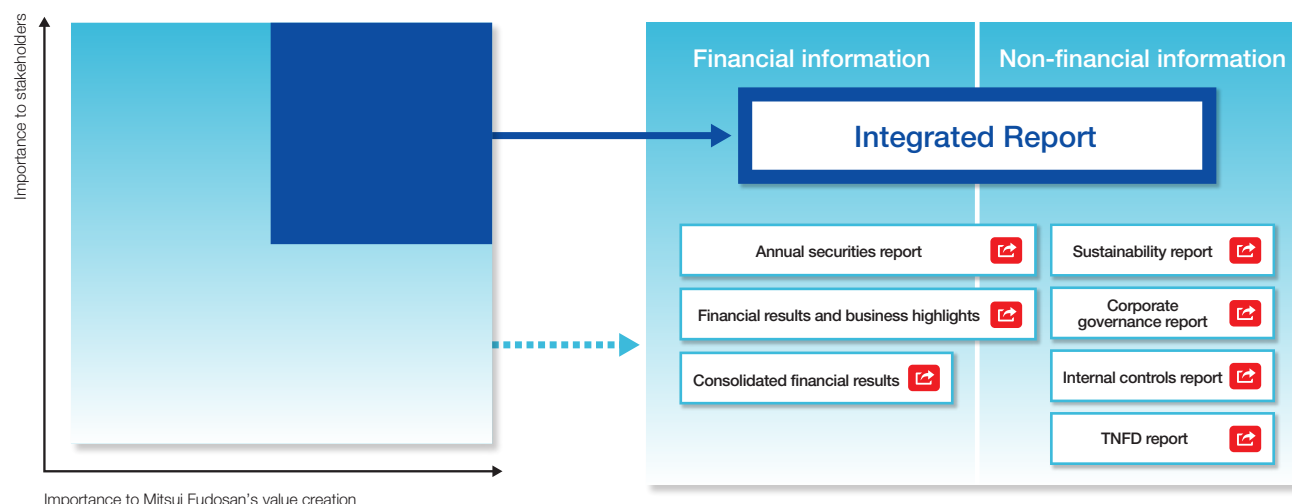 Importance to stakeholders
Importance to Mitsui Fudosan's value creation
Financial information
Non-financial information
Integrated Report
Annual securities report
Financial results and business highlights
Consolidated financial results
Sustainability report
Corporate
governance report
Internal controls report
TNFD report